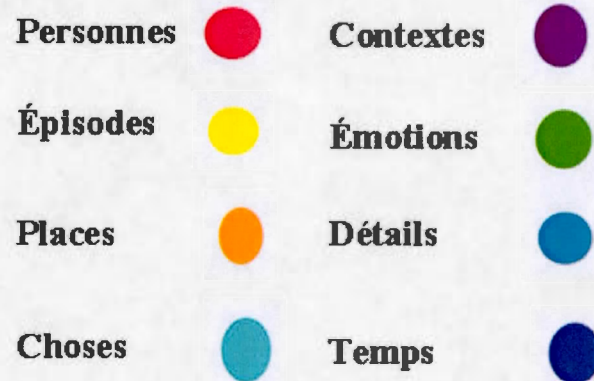 Personnes
Contextes
Épisodes
Émotions
Places
Détails
Choses
Temps